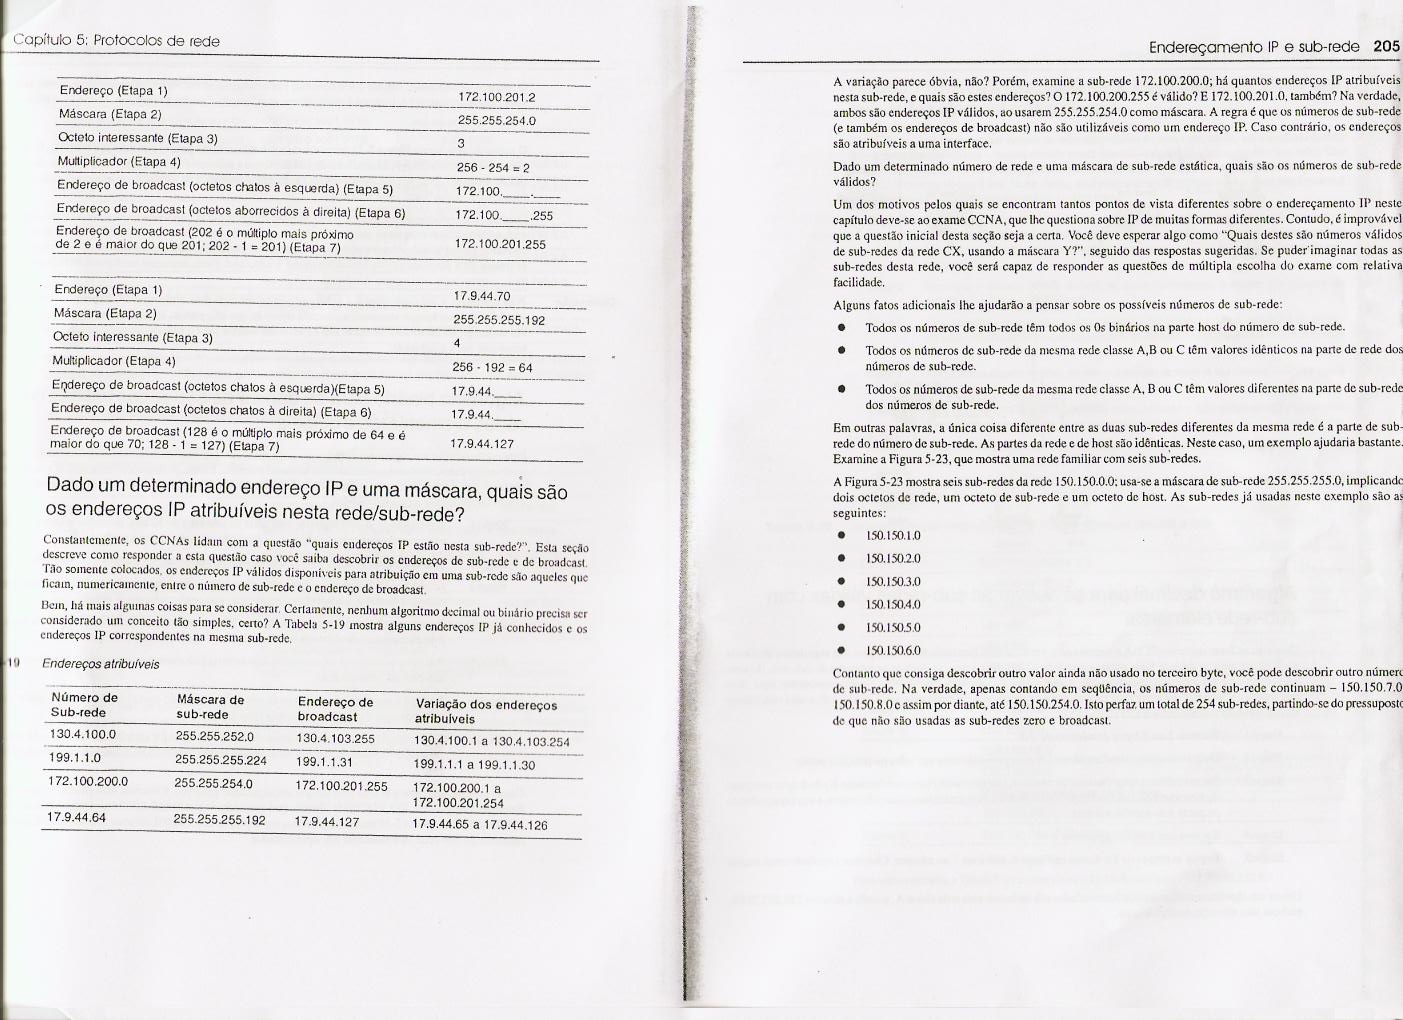 Capítulo 5: Protocolos de rede
Endereço (Etapa 1) 172.100.201.2
Máscara (Etapa 2) 255.255.254.0
Octeto interessante (Etapa 3) 3
Multiplicador (Etapa 4) 256 - 254 = 2
Endereço de broadcast (octetos chatos à esquerda) (Etapa 5) 172.100.____.____
Endereço de broadcast (octetos aborrecidos à direita) (Etapa 6) 172.100.____.255
Endereço de broadcast (202 é o múltiplo mais próximo
de 2 e é maior do que 201; 202 - 1 = 201) (Etapa 7) 172.100.201.255
Endereço (Etapa 1) 17.9.44.70
Máscara (Etapa 2) 255.255.255.192
Octeto interessante (Etapa 3) 4
Multiplicador (Etapa 4) 256 - 192 = 64
Endereço de broadcast (octetos chatos à esquerda)(Etapa 5) 17.9.44.____
Endereço de broadcast (octetos chatos à direita) (Etapa 6) 17.9.44.____
Endereço de broadcast (128 é o múltiplo mais próximo de 64 e é
maior do que 70; 128 - 1 = 127) (Etapa 7) 17.9.44.127
Dado um determinado endereço IP e uma máscara, quais são
os endereços IP atribuíveis nesta rede/sub-rede?
Constantemente, os CCNAs lidam com a questão "quais endereços IP estão nesta sub-rede?". Esta seção
descreve como responder a esta questão caso você saiba descobrir os endereços de sub-rede e de broadcast.
Tão somente colocados, os endereços IP válidos disponíveis para atribuição em uma sub-rede são aqueles que
ficam, numericamente, entre o número de sub-rede e o endereço de broadcast.
Bem, há mais algumas coisas para se considerar. Certamente, nenhum algoritmo decimal ou binário precisa ser
considerado um conceito tão simples, certo? A Tabela 5-19 mostra alguns endereços IP já conhecidos e os
endereços IP correspondentes na mesma sub-rede.
19 Endereços atribuíveis
Número de Máscara de Endereço de Variação dos endereços
Sub-rede sub-rede broadcast atribuíveis
130.4.100.0 255.255.252.0 130.4.103.255 130.4.100.1 a 130.4.103.254
199.1.1.0 255.255.255.224 199.1.1.31 199.1.1.1 a 199.1.1.30
172.100.200.0 255.255.254.0 172.100.201.255 172.100.200.1 a
172.100.201.254
17.9.44.64 255.255.255.192 17.9.44.127 17.9.44.65 a 17.9.44.126
Endereçamento IP e sub-rede 205
A variação parece óbvia, não? Porém, examine a sub-rede 172.100.200.0; há quantos endereços IP atribuíveis
nesta sub-rede, e quais são estes endereços? O 172.100.200.255 é válido? E 172.100.201.0, também? Na verdade,
ambos são endereços IP válidos, ao usarem 255.255.254.0 como máscara. A regra é que os números de sub-rede
(e também os endereços de broadcast) não são utilizáveis como um endereço IP. Caso contrário, os endereços
são atribuíveis a uma interface.
Dado um determinado número de rede e uma máscara de sub-rede estática, quais são os números de sub-rede
válidos?
Um dos motivos pelos quais se encontram tantos pontos de vista diferentes sobre o endereçamento IP neste
capítulo deve-se ao exame CCNA, que lhe questiona sobre IP de muitas formas diferentes. Contudo, é improvável
que a questão inicial desta seção seja a certa. Você deve esperar algo como "Quais destes são números válidos
de sub-redes da rede CX, usando a máscara Y?", seguido das respostas sugeridas. Se puder imaginar todas as
sub-redes desta rede, você será capaz de responder as questões de múltipla escolha do exame com relativa
facilidade.
Alguns fatos adicionais lhe ajudarão a pensar sobre os possíveis números de sub-rede:
● Todos os números de sub-rede têm todos os 0s binários na parte host do número de sub-rede.
● Todos os números de sub-rede da mesma rede classe A,B ou C têm valores idênticos na parte de rede dos
números de sub-rede.
● Todos os números de sub-rede da mesma rede classe A, B ou C têm valores diferentes na parte de sub-rede
dos números de sub-rede.
Em outras palavras, a única coisa diferente entre as duas sub-redes diferentes da mesma rede é a parte de sub-
rede do número de sub-rede. As partes da rede e de host são idênticas. Neste caso, um exemplo ajudaria bastante.
Examine a Figura 5-23, que mostra uma rede familiar com seis sub-redes.
A Figura 5-23 mostra seis sub-redes da rede 150.150.0.0; usa-se a máscara de sub-rede 255.255.255.0, implicando
dois octetos de rede, um octeto de sub-rede e um octeto de host. As sub-redes já usadas neste exemplo são as
seguintes:
● 150.150.1.0
● 150.150.2.0
● 150.150.3.0
● 150.150.4.0
● 150.150.5.0
● 150.150.6.0
Contanto que consiga descobrir outro valor ainda não usado no terceiro byte, você pode descobrir outro número
de sub-rede. Na verdade, apenas contando em seqüência, os números de sub-rede continuam – 150.150.7.0
150.150.8.0 e assim por diante, até 150.150.254.0. Isto perfaz um total de 254 sub-redes, partindo-se do pressuposto
de que não são usadas as sub-redes zero e broadcast.